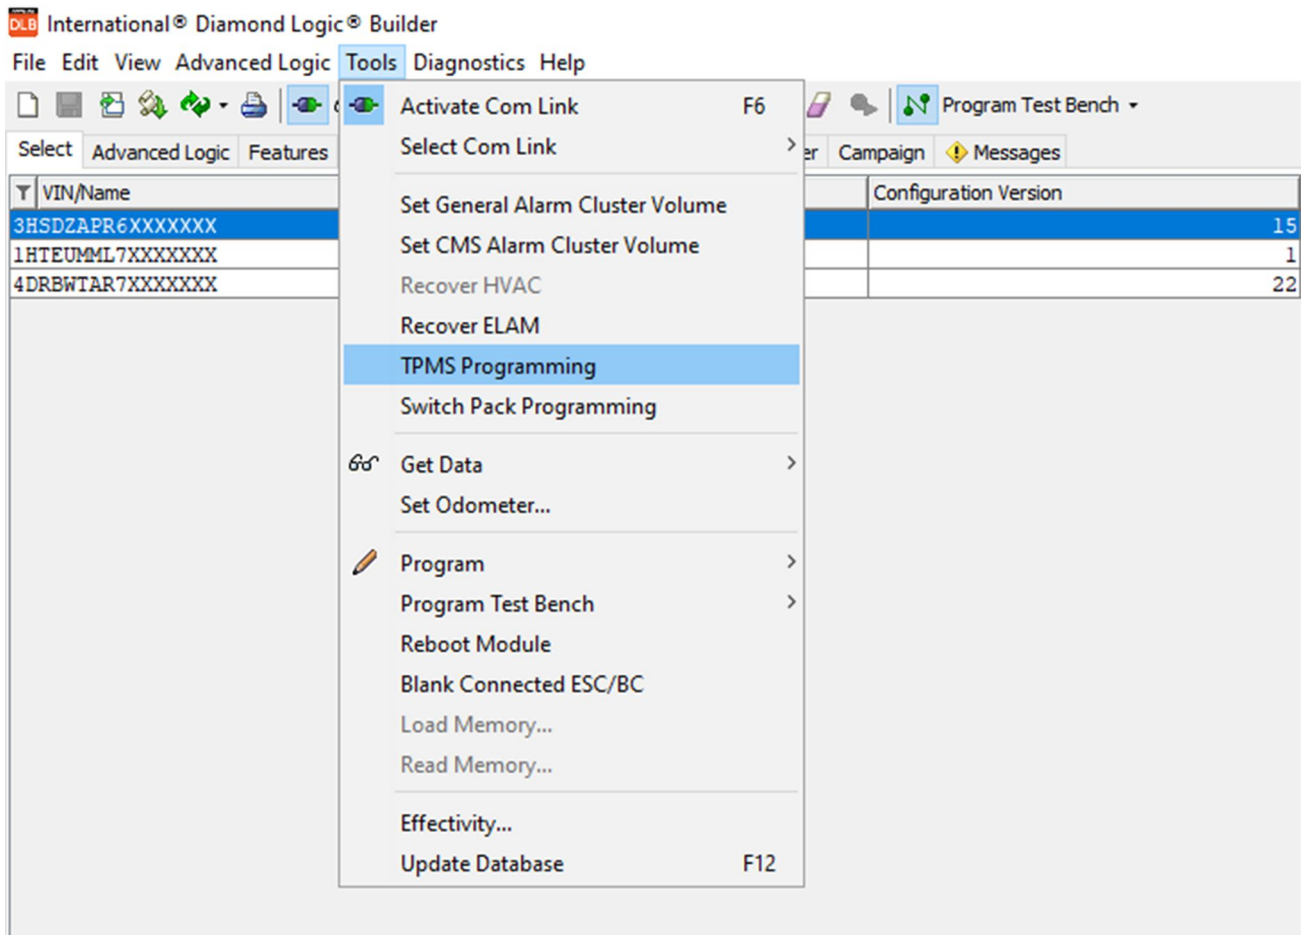 DLB International® Diamond Logic® Builder
File Edit View Advanced Logic Tools Diagnostics Help
Program Test Bench
Select Advanced Logic Features Campaign Messages
VIN/Name Configuration Version
3HSDZAPR6XXXXXXX 15
1HTEUMML7XXXXXXX 1
4DRBWTAR7XXXXXXX 22
Activate Com Link F6
Select Com Link
Set General Alarm Cluster Volume
Set CMS Alarm Cluster Volume
Recover HVAC
Recover ELAM
TPMS Programming
Switch Pack Programming
Get Data
Set Odometer...
Program
Program Test Bench
Reboot Module
Blank Connected ESC/BC
Load Memory...
Read Memory...
Effectivity...
Update Database F12